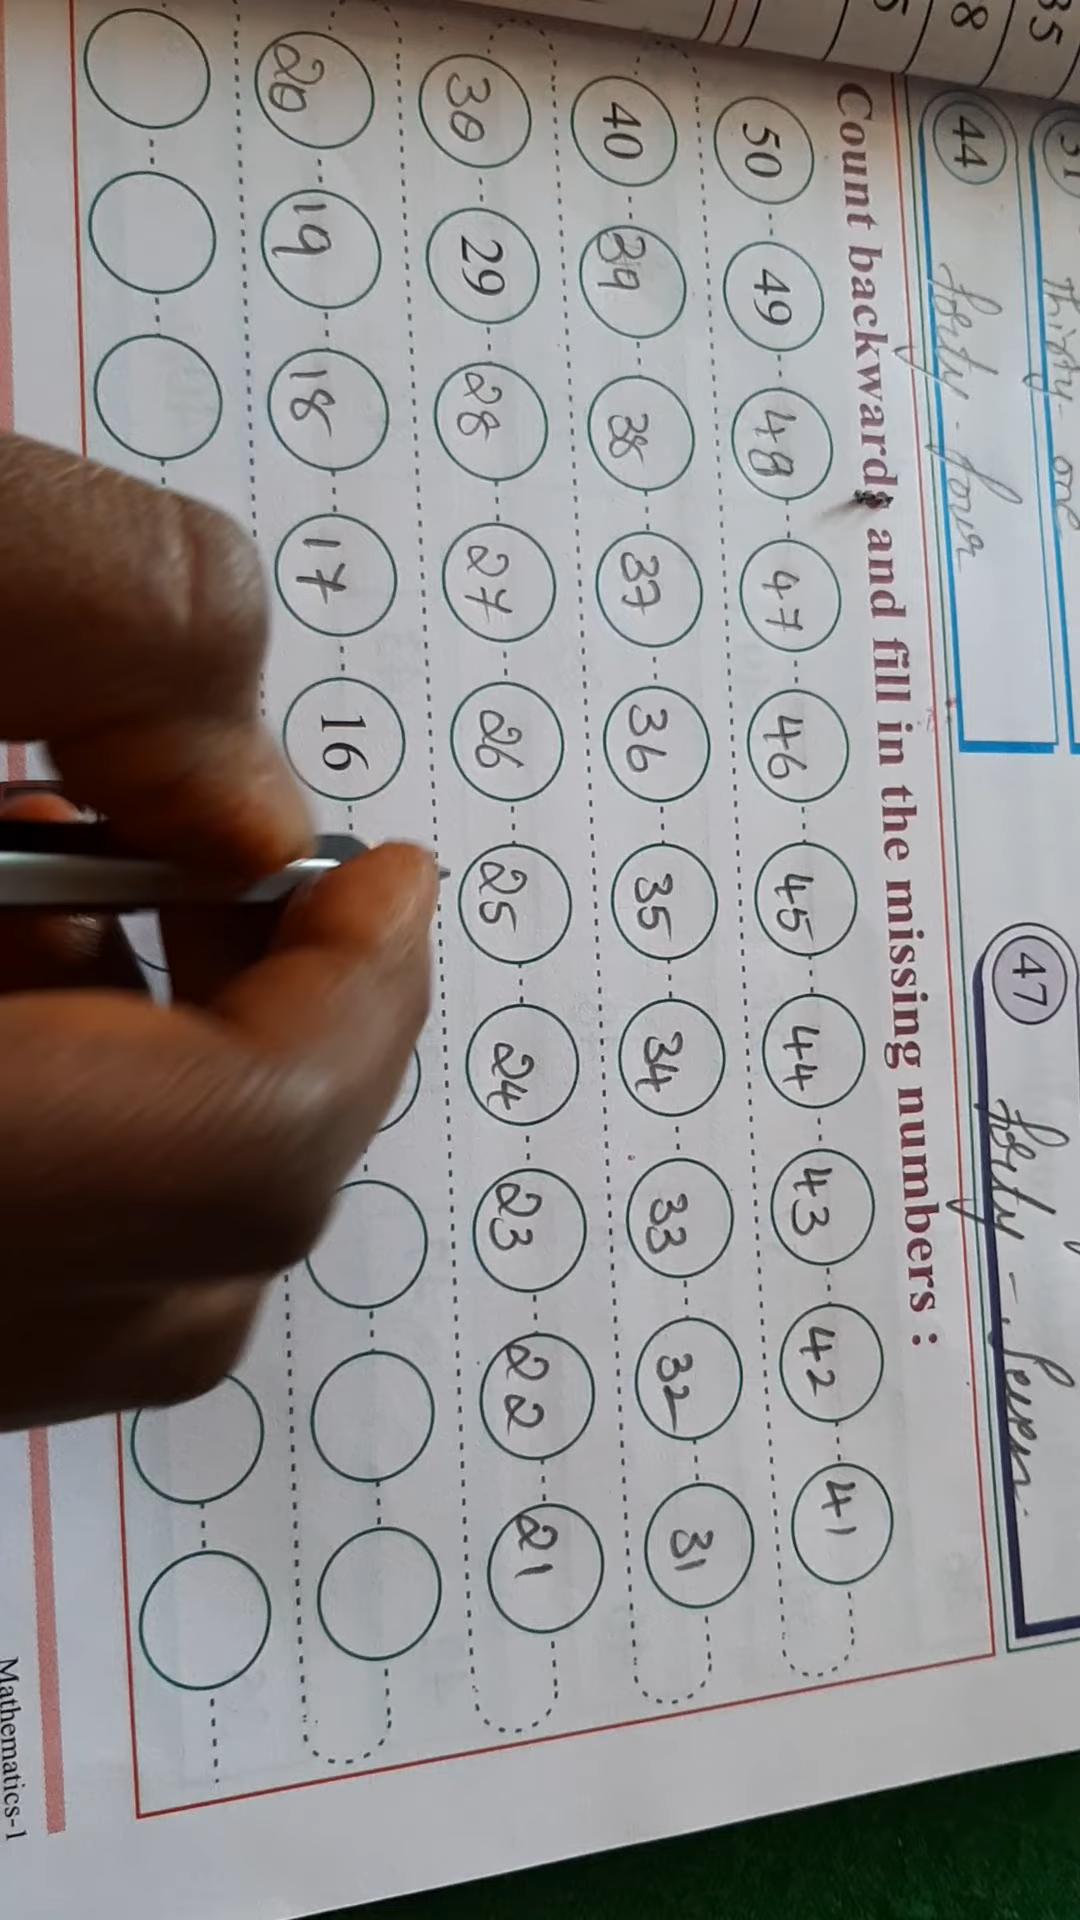 35
8
5
31 Thirty-one
44 forty-four
47 forty-Seven.
Count backwards and fill in the missing numbers :
50 49 48 47 46 45 44 43 42 41
40 39 38 37 36 35 34 33 32 31
30 29 28 27 26 25 24 23 22 21
20 19 18 17 16
Mathematics-1